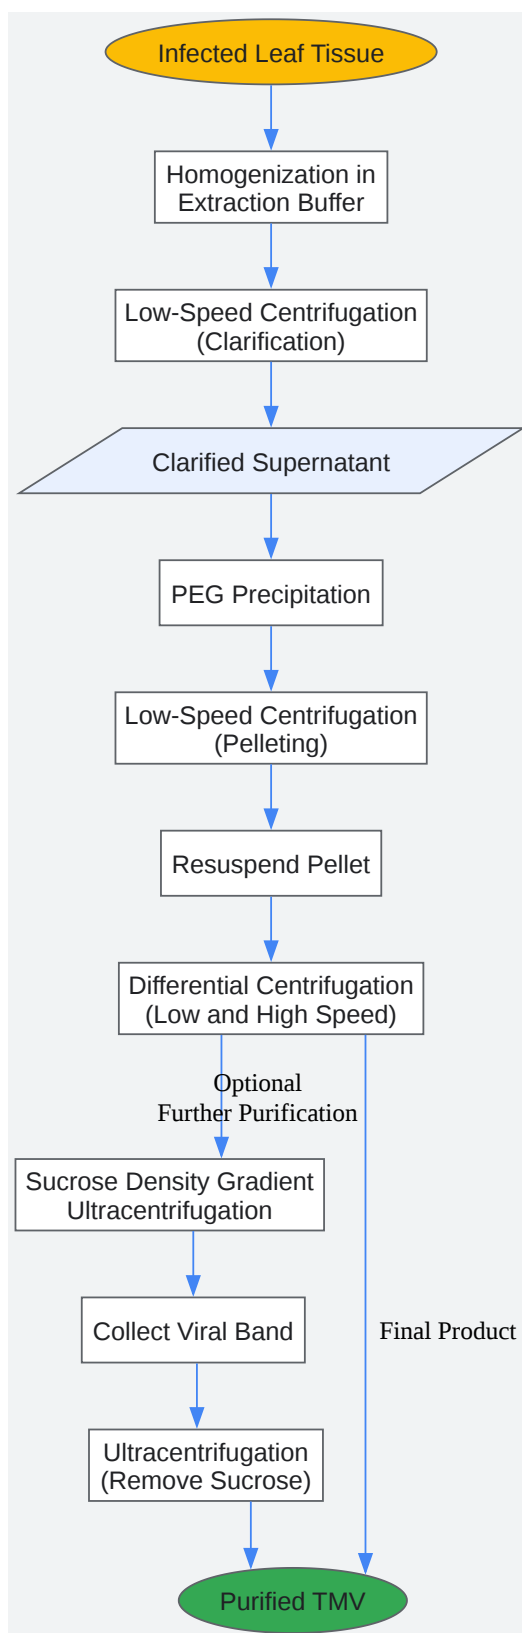 Infected Leaf Tissue
Homogenization in
Extraction Buffer
Low-Speed Centrifugation
(Clarification)
Clarified Supernatant
PEG Precipitation
Low-Speed Centrifugation
(Pelleting)
Resuspend Pellet
Differential Centrifugation
(Low and High Speed)
Optional
Further Purification
Sucrose Density Gradient
Ultracentrifugation
Collect Viral Band
Final Product
Ultracentrifugation
(Remove Sucrose)
Purified TMV